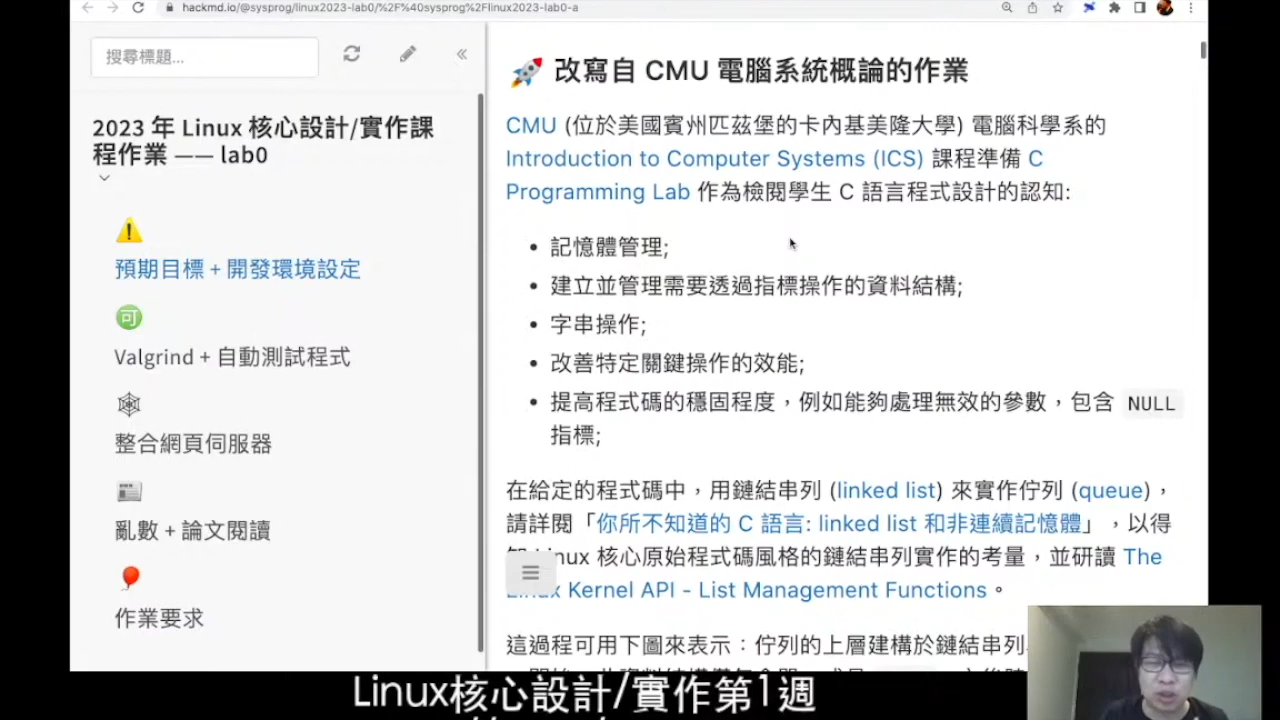 hackmd.io/@sysprog/linux2023-lab0/%2F%40sysprog%2Flinux2023-lab0-a
搜尋標題...
2023 年 Linux 核心設計/實作課
程作業 —— lab0
預期目標 + 開發環境設定
可
Valgrind + 自動測試程式
整合網頁伺服器
亂數 + 論文閱讀
作業要求
改寫自 CMU 電腦系統概論的作業
CMU (位於美國賓州匹茲堡的卡內基美隆大學) 電腦科學系的
Introduction to Computer Systems (ICS) 課程準備 C
Programming Lab 作為檢閱學生 C 語言程式設計的認知:
• 記憶體管理;
• 建立並管理需要透過指標操作的資料結構;
• 字串操作;
• 改善特定關鍵操作的效能;
• 提高程式碼的穩固程度，例如能夠處理無效的參數，包含 NULL
指標;
在給定的程式碼中，用鏈結串列 (linked list) 來實作佇列 (queue)，
請詳閱「你所不知道的 C 語言: linked list 和非連續記憶體」，以得
Linux 核心原始程式碼風格的鏈結串列實作的考量，並研讀 The
Kernel API - List Management Functions。
這過程可用下圖來表示：佇列的上層建構於鏈結串列
Linux核心設計/實作第1週